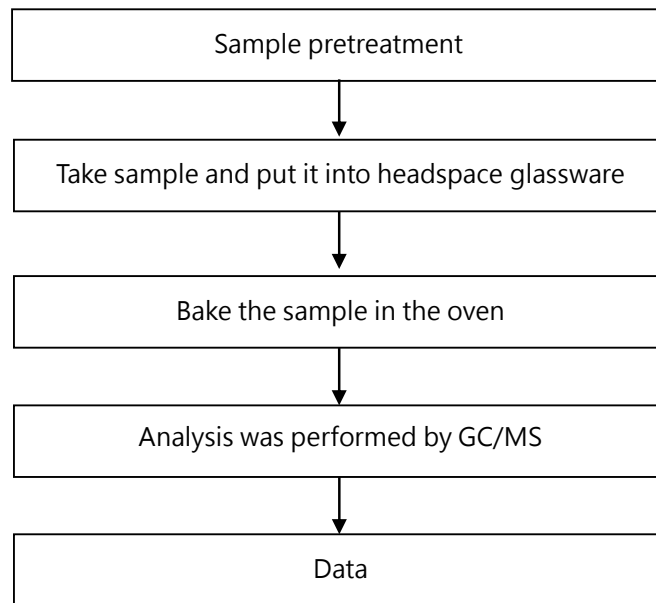 Sample pretreatment
Take sample and put it into headspace glassware
Bake the sample in the oven
Analysis was performed by GC/MS
Data